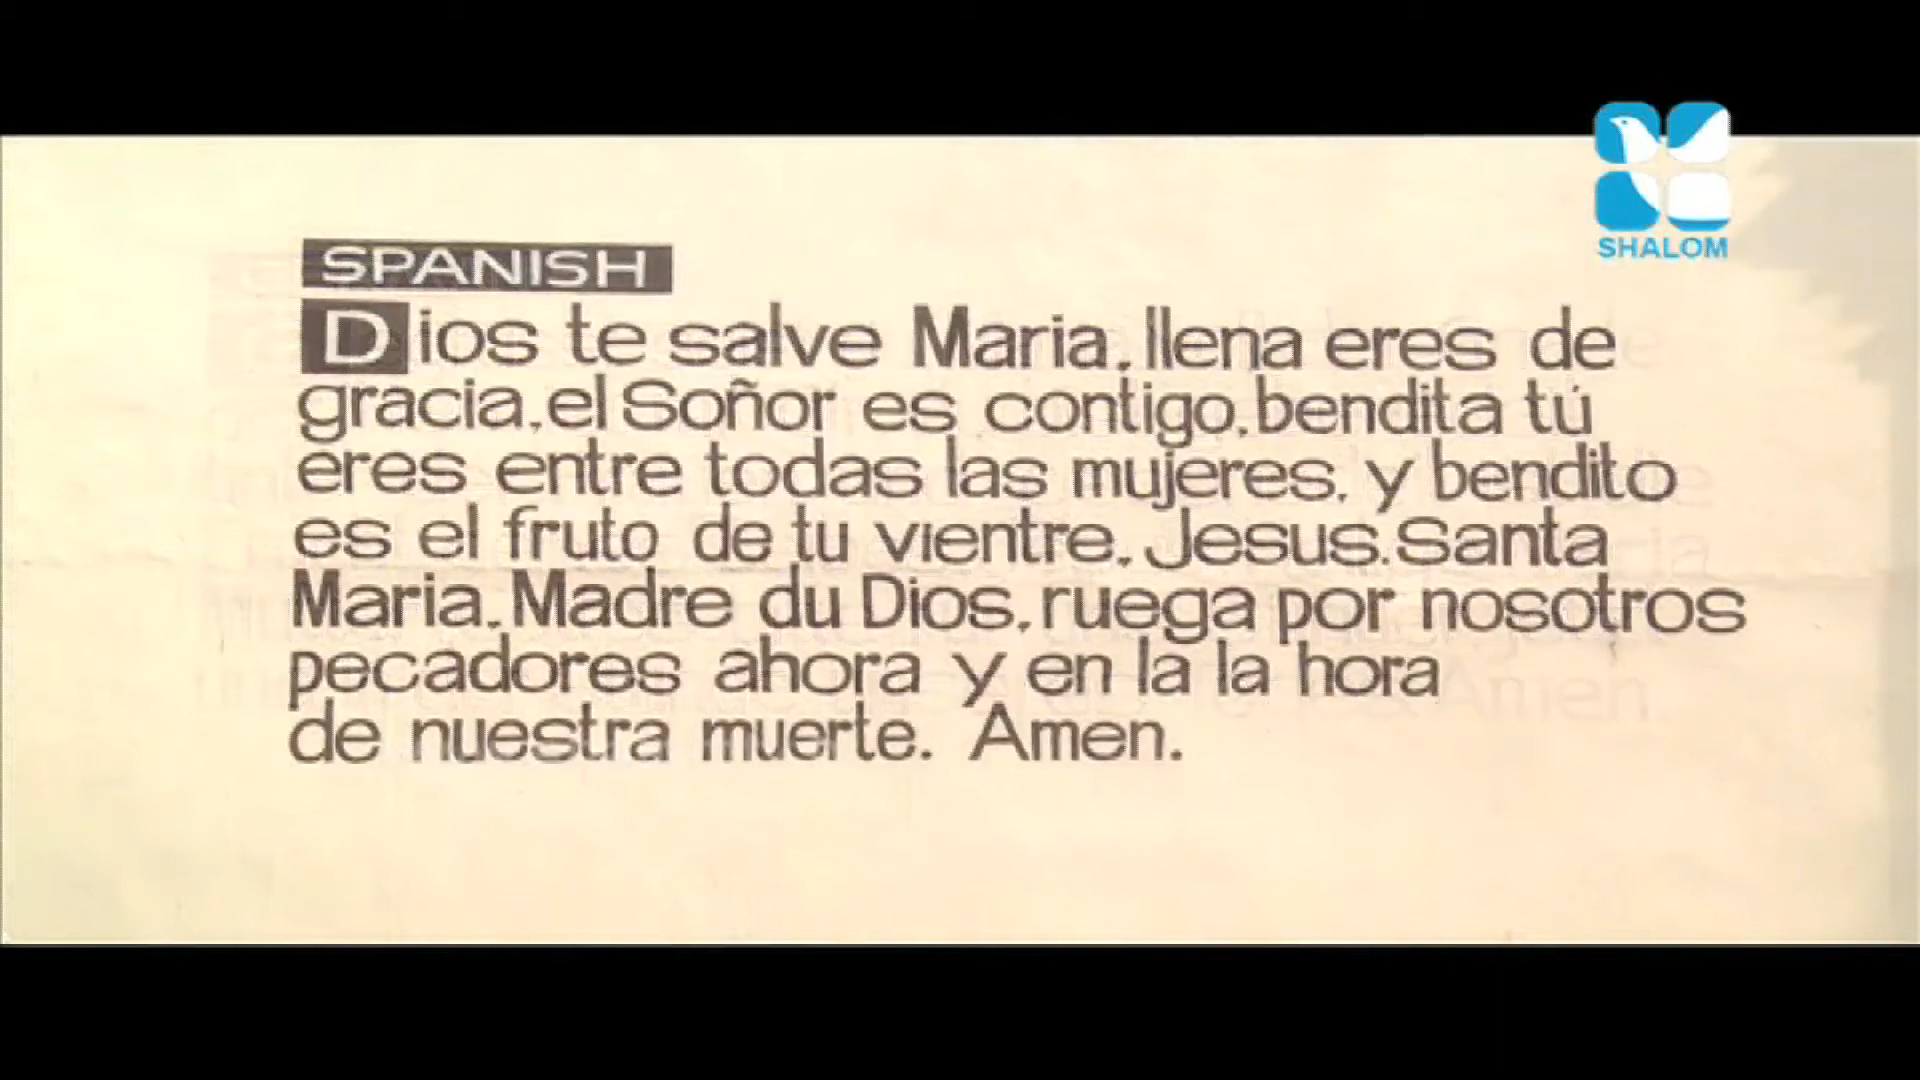 SHALOM
SPANISH
Dios te salve Maria, llena eres de
gracia, el Soñor es contigo, bendita tú
eres entre todas las mujeres, y bendito
es el fruto de tu vientre, Jesus. Santa
Maria, Madre du Dios, ruega por nosotros
pecadores ahora y en la la hora
de nuestra muerte. Amen.